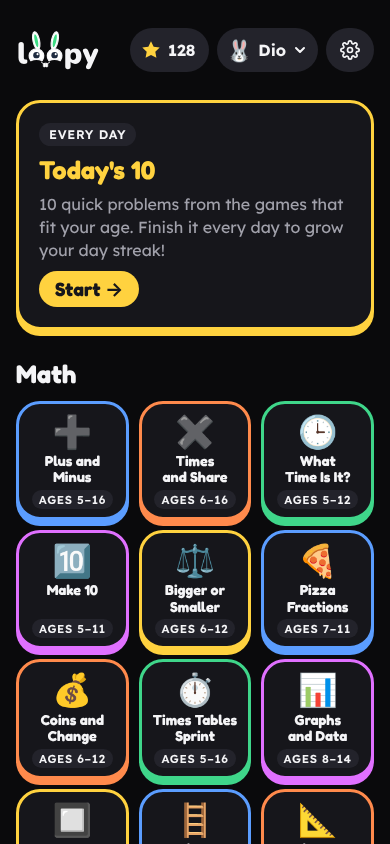 loopy
128
Dio
EVERY DAY
Today's 10
10 quick problems from the games that
fit your age. Finish it every day to grow
your day streak!
Start →
Math
Plus and
Minus
AGES 5–16
Times
and Share
AGES 6–16
What
Time Is It?
AGES 5–12
10
Make 10
AGES 5–11
Bigger or
Smaller
AGES 6–12
Pizza
Fractions
AGES 7–11
Coins and
Change
AGES 6–12
Times Tables
Sprint
AGES 5–16
Graphs
and Data
AGES 8–14